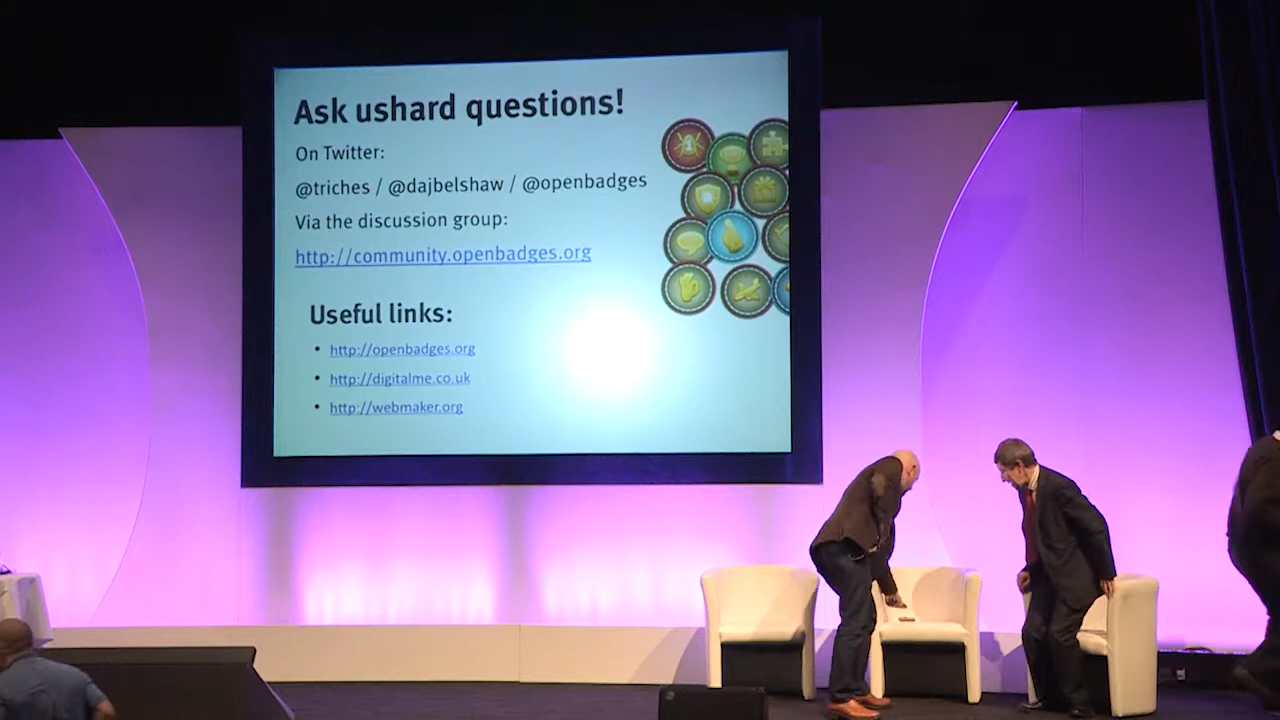 Ask ushard questions!
On Twitter:
@triches / @dajbelshaw / @openbadges
Via the discussion group:
http://community.openbadges.org
Useful links:
• http://openbadges.org
• http://digitalme.co.uk
• http://webmaker.org